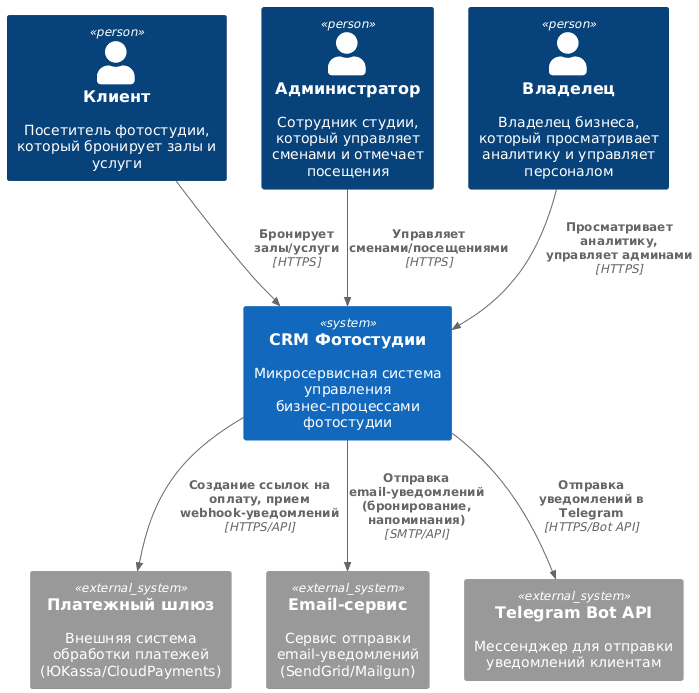 «person»
Клиент
Посетитель фотостудии,
который бронирует залы и
услуги
«person»
Администратор
Сотрудник студии,
который управляет
сменами и отмечает
посещения
«person»
Владелец
Владелец бизнеса,
который просматривает
аналитику и управляет
персоналом
Бронирует
залы/услуги
[HTTPS]
Управляет
сменами/посещениями
[HTTPS]
Просматривает
аналитику,
управляет админами
[HTTPS]
«system»
CRM Фотостудии
Микросервисная система
управления
бизнес-процессами
фотостудии
Создание ссылок на
оплату, прием
webhook-уведомлений
[HTTPS/API]
Отправка
email-уведомлений
(бронирование,
напоминания)
[SMTP/API]
Отправка
уведомлений в
Telegram
[HTTPS/Bot API]
«external_system»
Платежный шлюз
Внешняя система
обработки платежей
(ЮKassa/CloudPayments)
«external_system»
Email-сервис
Сервис отправки
email-уведомлений
(SendGrid/Mailgun)
«external_system»
Telegram Bot API
Мессенджер для отправки
уведомлений клиентам